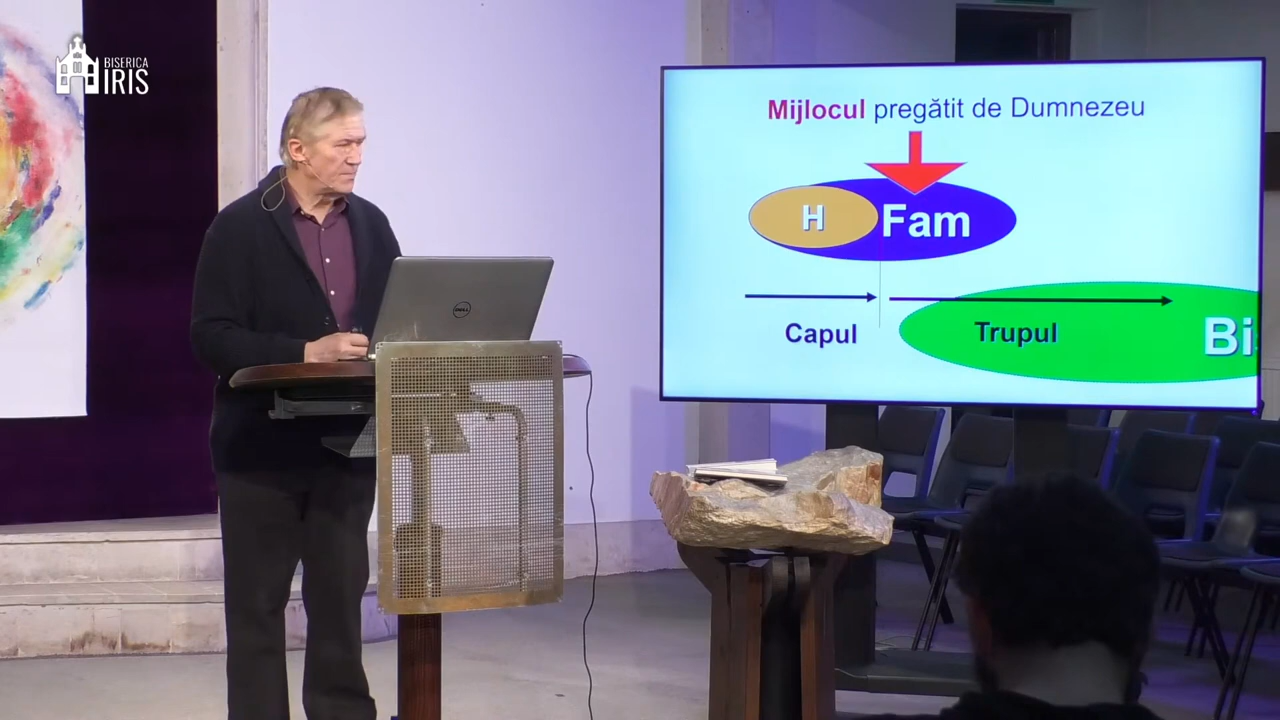 BISERICA
IRIS
Mijlocul pregătit de Dumnezeu
H Fam
Capul
Trupul
Bi
DELL